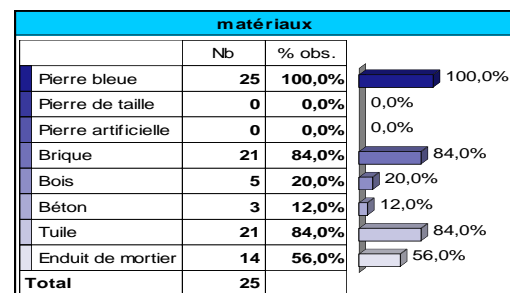 matériaux
Nb % obs.
Pierre bleue 25 100,0% 100,0%
Pierre de taille 0 0,0% 0,0%
Pierre artificielle 0 0,0% 0,0%
Brique 21 84,0% 84,0%
Bois 5 20,0% 20,0%
Béton 3 12,0% 12,0%
Tuile 21 84,0% 84,0%
Enduit de mortier 14 56,0% 56,0%
Total 25